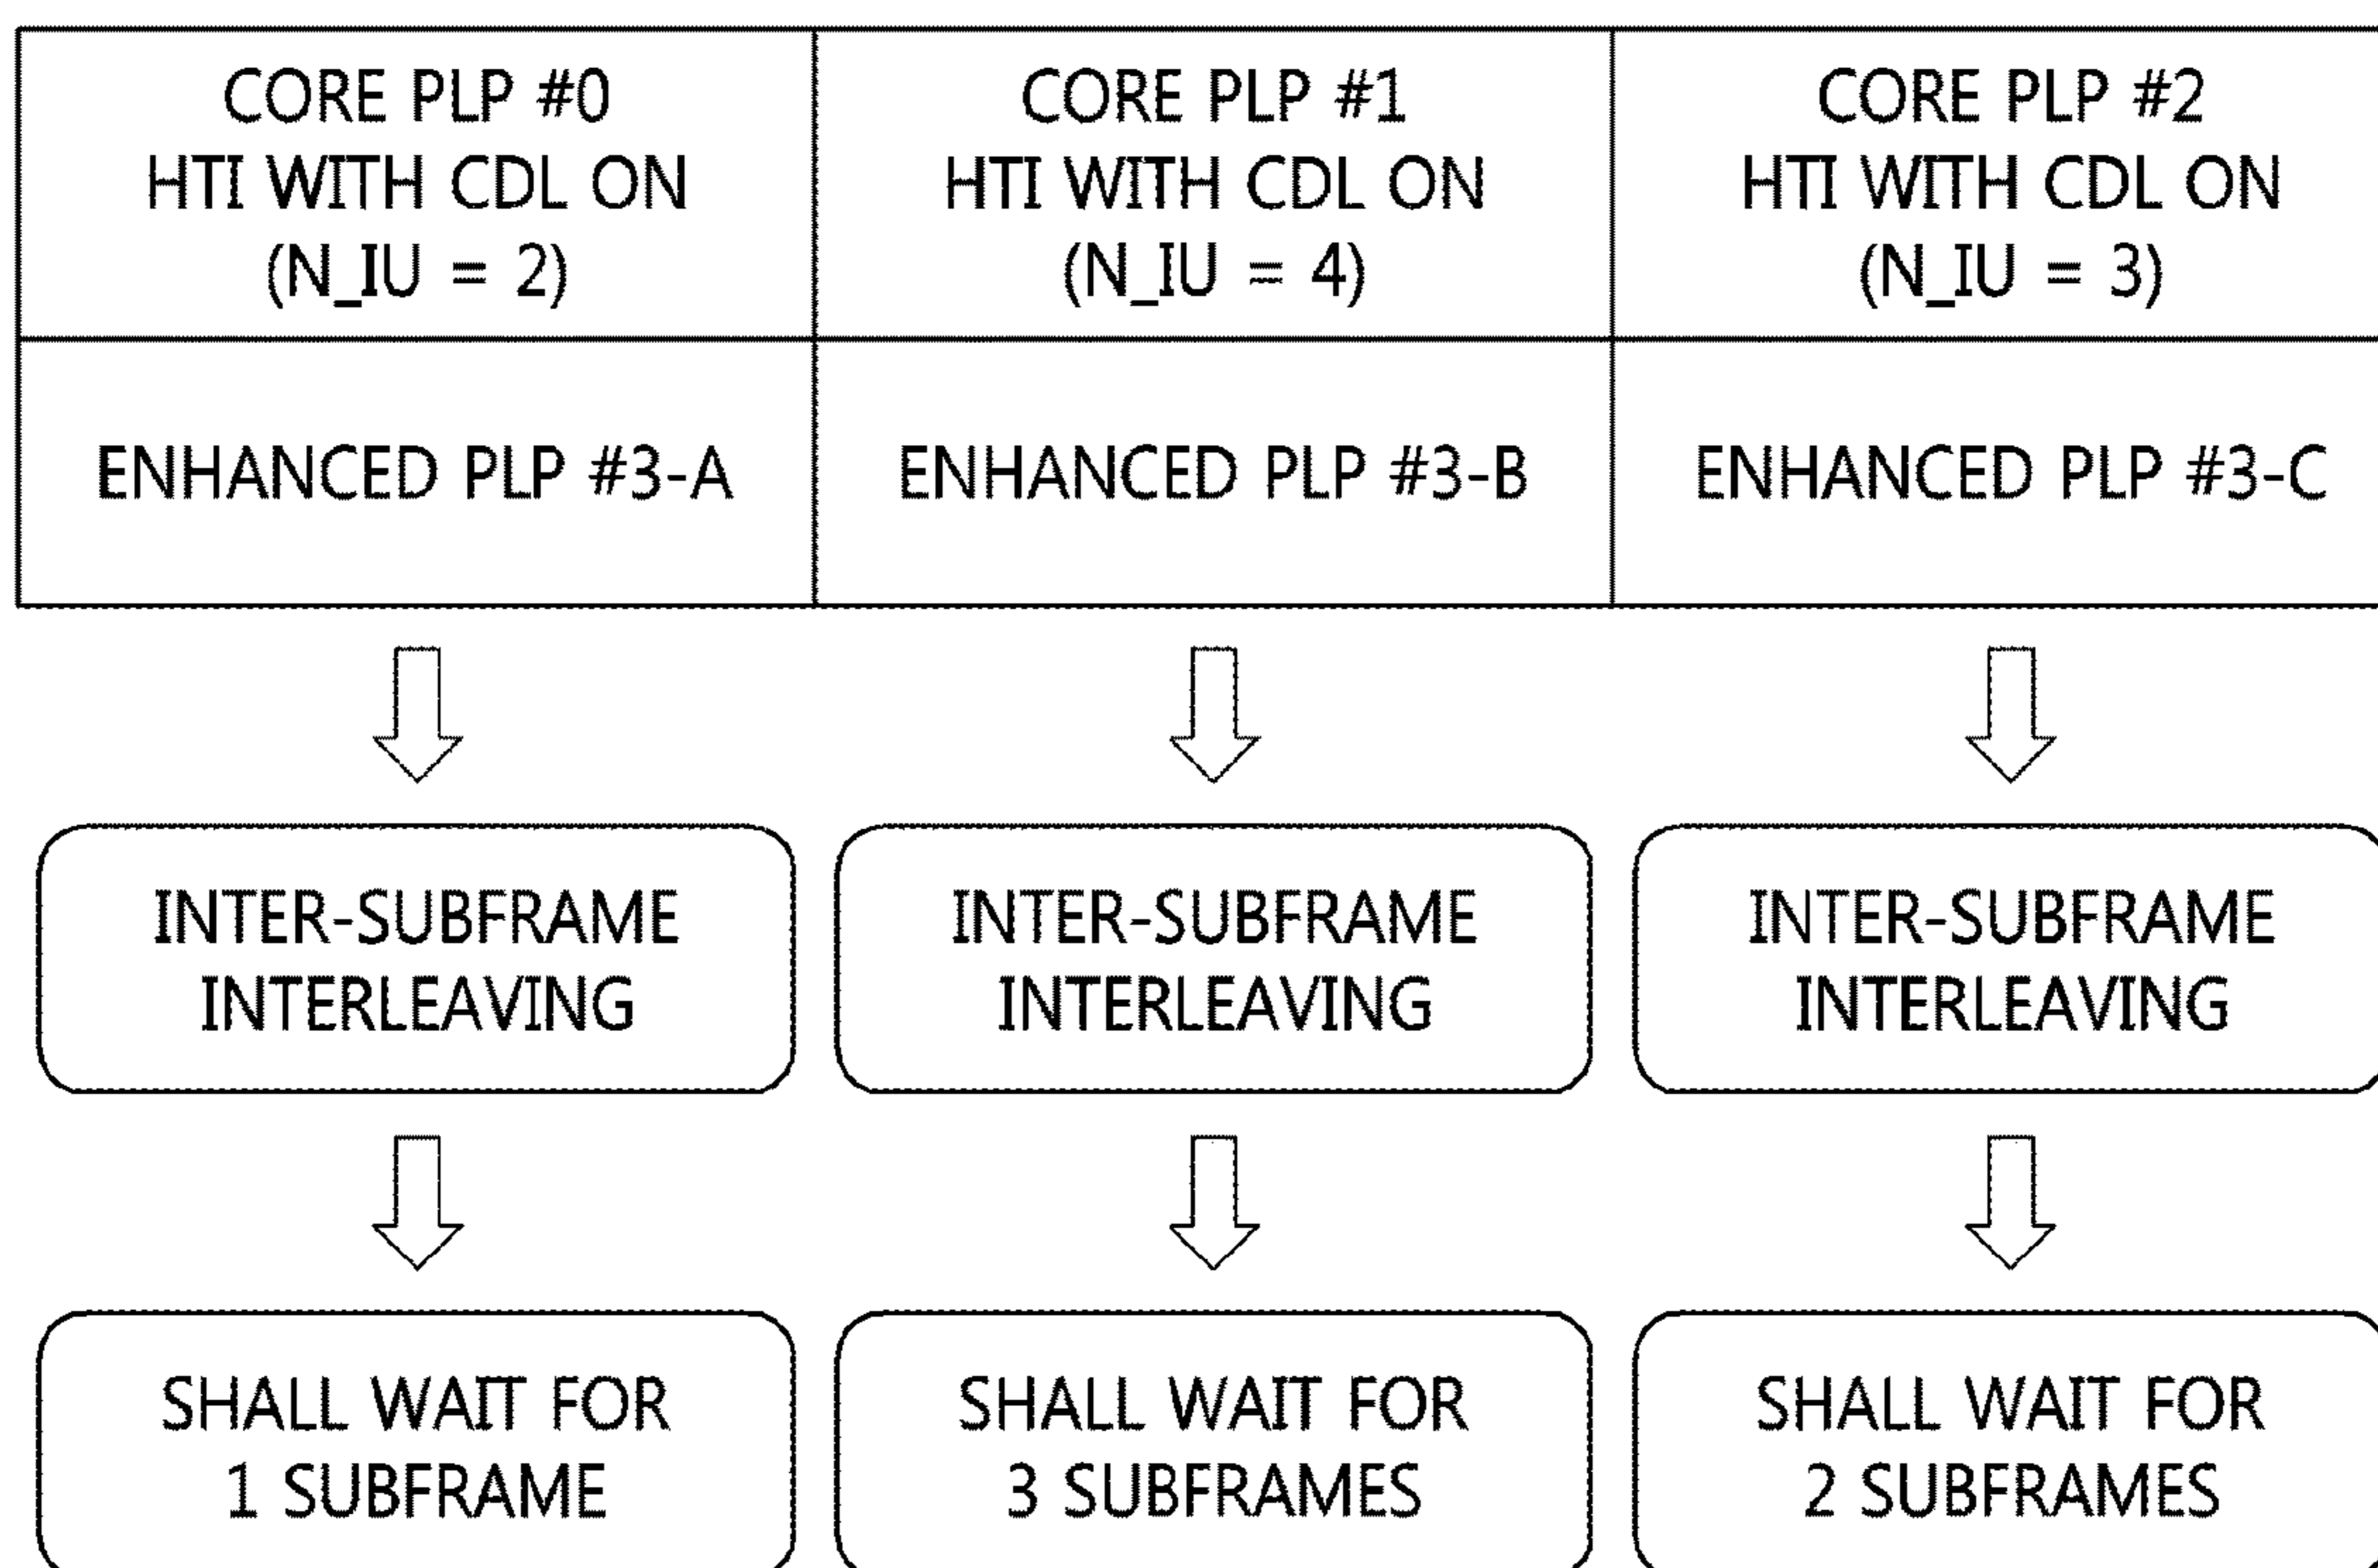 CORE PLP #0
HTI WITH CDL ON
(N_IU = 2)
CORE PLP #1
HTI WITH CDL ON
(N_IU = 4)
CORE PLP #2
HTI WITH CDL ON
(N_IU = 3)
ENHANCED PLP #3-A
ENHANCED PLP #3-B
ENHANCED PLP #3-C
INTER-SUBFRAME
INTERLEAVING
INTER-SUBFRAME
INTERLEAVING
INTER-SUBFRAME
INTERLEAVING
SHALL WAIT FOR
1 SUBFRAME
SHALL WAIT FOR
3 SUBFRAMES
SHALL WAIT FOR
2 SUBFRAMES